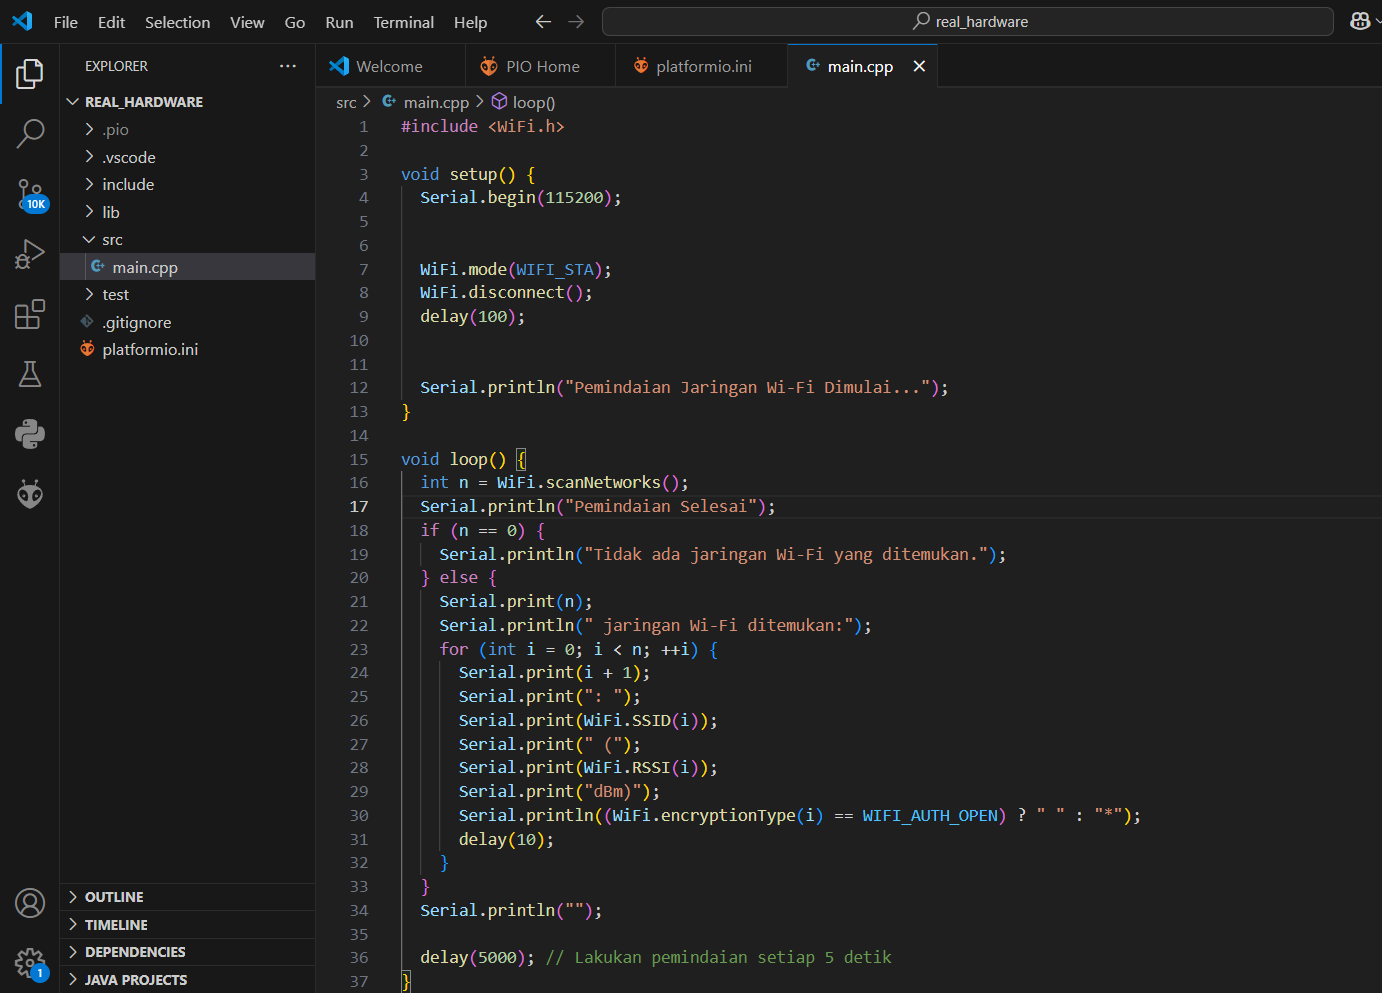 File Edit Selection View Go Run Terminal Help real_hardware
EXPLORER
REAL_HARDWARE
.pio
.vscode
include
lib
src
main.cpp
test
.gitignore
platformio.ini
OUTLINE
TIMELINE
DEPENDENCIES
JAVA PROJECTS
10K
1
Welcome PIO Home platformio.ini main.cpp
src > main.cpp > loop()
1 #include <WiFi.h>
2
3 void setup() {
4   Serial.begin(115200);
5
6
7   WiFi.mode(WIFI_STA);
8   WiFi.disconnect();
9   delay(100);
10
11
12   Serial.println("Pemindaian Jaringan Wi-Fi Dimulai...");
13 }
14
15 void loop() {
16   int n = WiFi.scanNetworks();
17   Serial.println("Pemindaian Selesai");
18   if (n == 0) {
19     Serial.println("Tidak ada jaringan Wi-Fi yang ditemukan.");
20   } else {
21     Serial.print(n);
22     Serial.println(" jaringan Wi-Fi ditemukan:");
23     for (int i = 0; i < n; ++i) {
24       Serial.print(i + 1);
25       Serial.print(": ");
26       Serial.print(WiFi.SSID(i));
27       Serial.print(" (");
28       Serial.print(WiFi.RSSI(i));
29       Serial.print("dBm)");
30       Serial.println((WiFi.encryptionType(i) == WIFI_AUTH_OPEN) ? " " : "*");
31       delay(10);
32     }
33   }
34   Serial.println("");
35
36   delay(5000); // Lakukan pemindaian setiap 5 detik
37 }